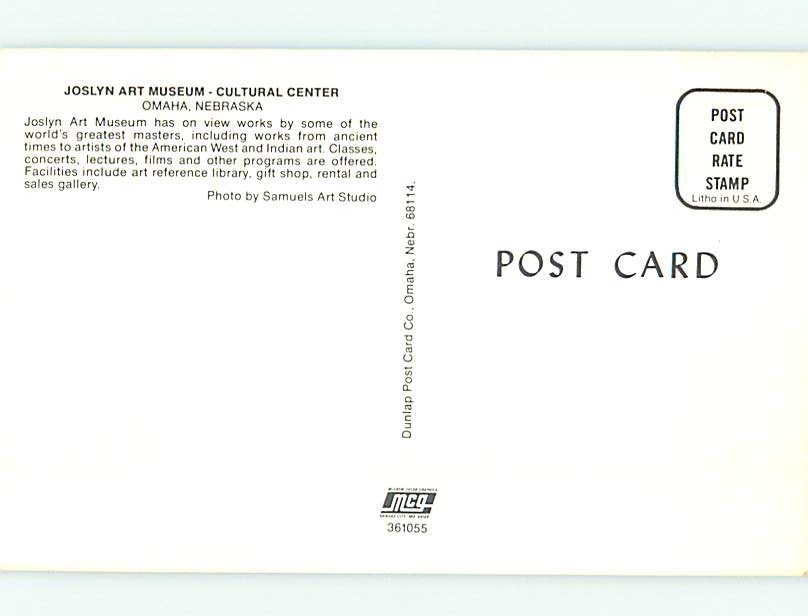 JOSLYN ART MUSEUM - CULTURAL CENTER
OMAHA, NEBRASKA
Joslyn Art Museum has on view works by some of the
world's greatest masters, including works from ancient
times to artists of the American West and Indian art. Classes,
concerts, lectures, films and other programs are offered.
Facilities include art reference library, gift shop, rental and
sales gallery.
Photo by Samuels Art Studio
Dunlap Post Card Co., Omaha, Nebr. 68114.
POST
CARD
RATE
STAMP
Litho in U.S.A.
POST CARD
mcg
361055